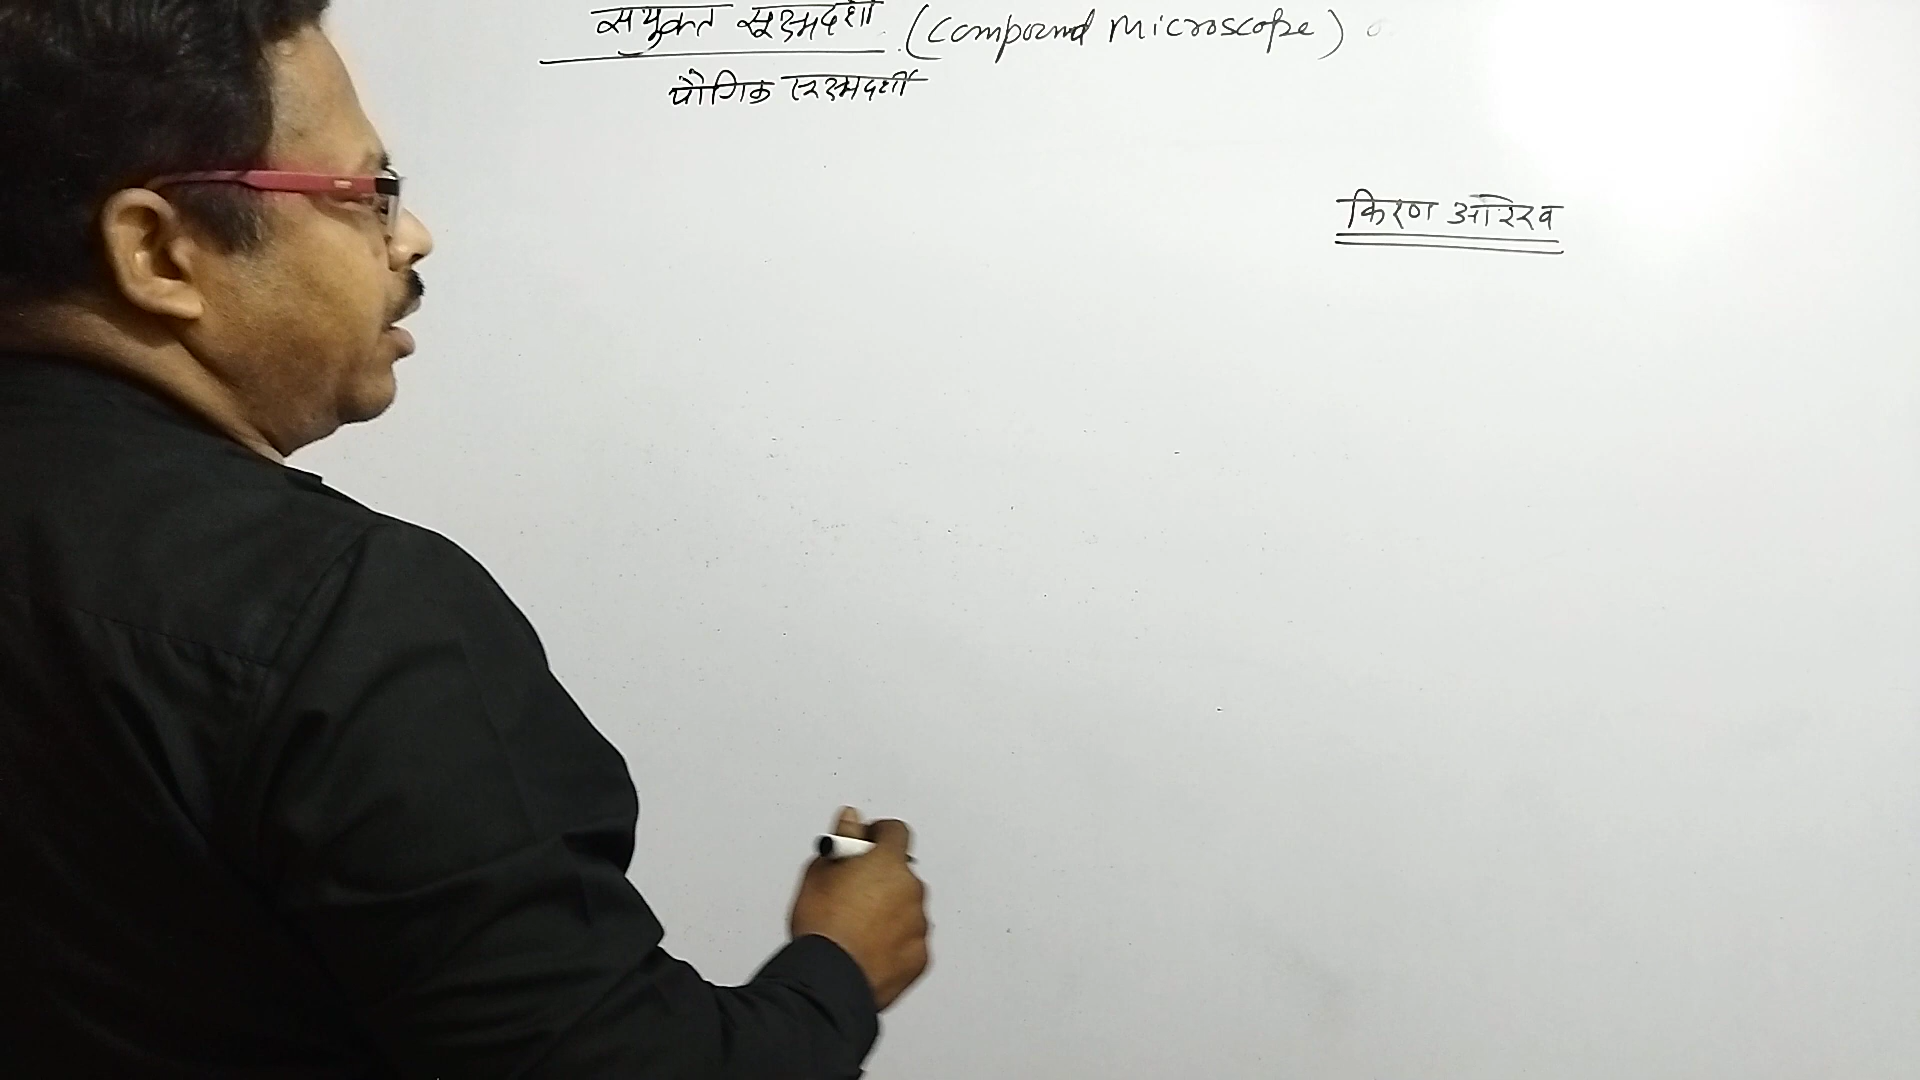 संयुक्त सूक्ष्मदर्शी (Compound Microscope)
यौगिक सूक्ष्मदर्शी
किरण आरेख